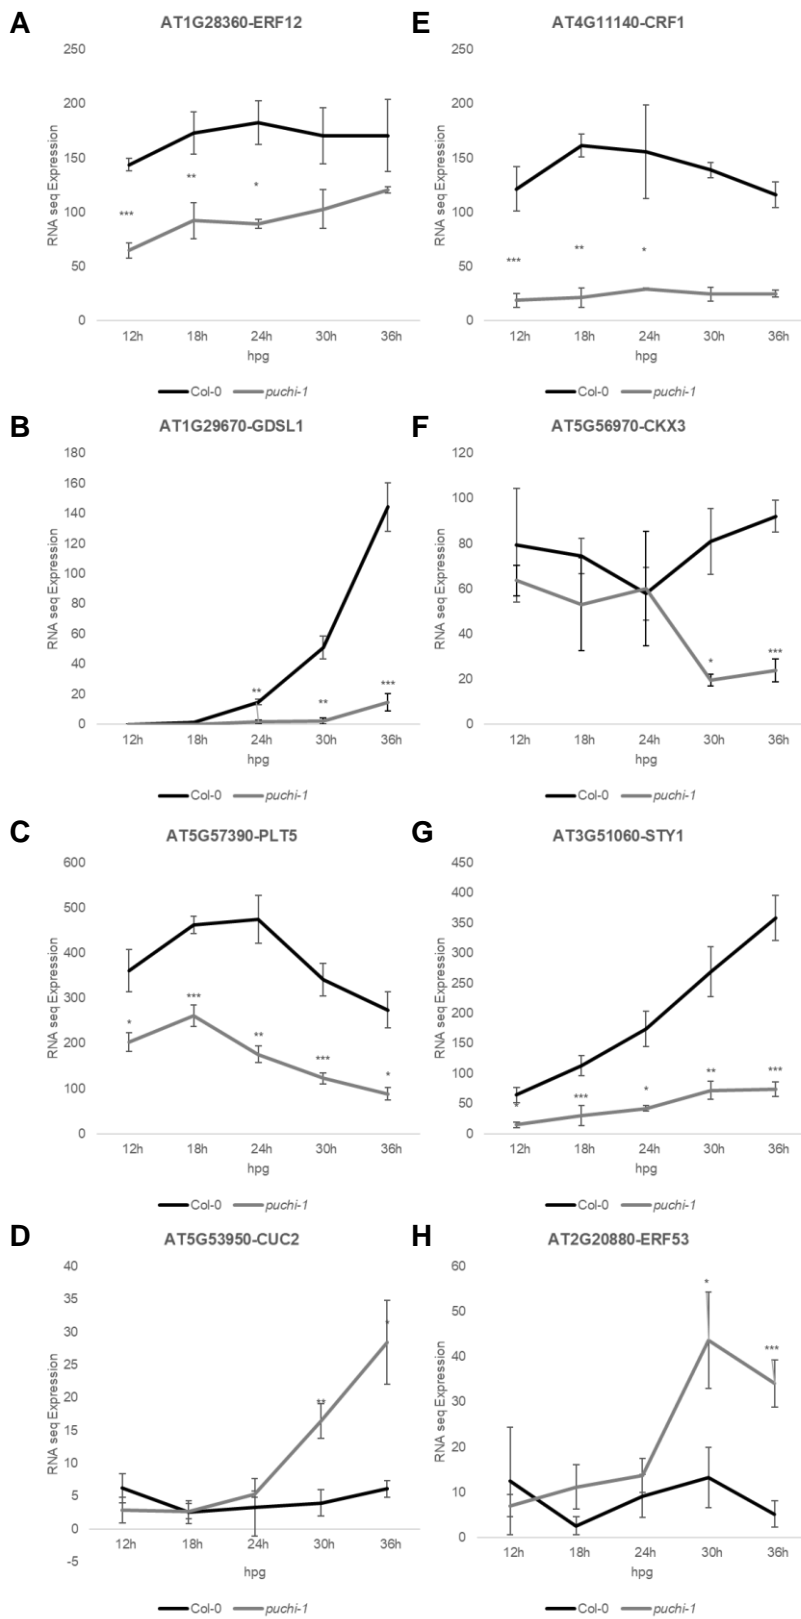 A
AT1G28360-ERF12
250
200
150
100
50
0
RNA seq Expression
***
**
*
12h 18h 24h 30h 36h
hpg
Col-0 puchi-1
E
AT4G11140-CRF1
250
200
150
100
50
0
RNA seq Expression
***
**
*
12h 18h 24h 30h 36h
hpg
Col-0 puchi-1
B
AT1G29670-GDSL1
180
160
140
120
100
80
60
40
20
0
RNA seq Expression
**
**
***
12h 18h 24h 30h 36h
hpg
Col-0 puchi-1
F
AT5G56970-CKX3
120
100
80
60
40
20
0
RNA seq Expression
*
***
12h 18h 24h 30h 36h
hpg
Col-0 puchi-1
C
AT5G57390-PLT5
600
500
400
300
200
100
0
RNA seq Expression
*
***
**
***
*
12h 18h 24h 30h 36h
hpg
Col-0 puchi-1
G
AT3G51060-STY1
450
400
350
300
250
200
150
100
50
0
RNA seq Expression
*
***
*
**
***
12h 18h 24h 30h 36h
hpg
Col-0 puchi-1
D
AT5G53950-CUC2
40
35
30
25
20
15
10
5
0
-5
RNA seq Expression
**
*
12h 18h 24h 30h 36h
hpg
Col-0 puchi-1
H
AT2G20880-ERF53
60
50
40
30
20
10
0
RNA seq Expression
*
***
12h 18h 24h 30h 36h
hpg
Col-0 puchi-1